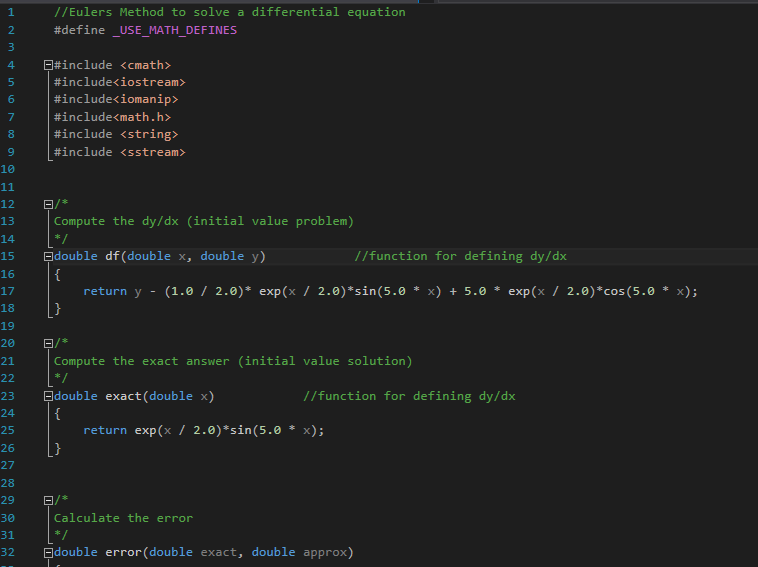 1 //Eulers Method to solve a differential equation
2 #define _USE_MATH_DEFINES
3
4 #include <cmath>
5 #include<iostream>
6 #include<iomanip>
7 #include<math.h>
8 #include <string>
9 #include <sstream>
10
11
12 /*
13 Compute the dy/dx (initial value problem)
14 */
15 double df(double x, double y)            //function for defining dy/dx
16 {
17     return y - (1.0 / 2.0)* exp(x / 2.0)*sin(5.0 * x) + 5.0 * exp(x / 2.0)*cos(5.0 * x);
18 }
19
20 /*
21 Compute the exact answer (initial value solution)
22 */
23 double exact(double x)            //function for defining dy/dx
24 {
25     return exp(x / 2.0)*sin(5.0 * x);
26 }
27
28
29 /*
30 Calculate the error
31 */
32 double error(double exact, double approx)